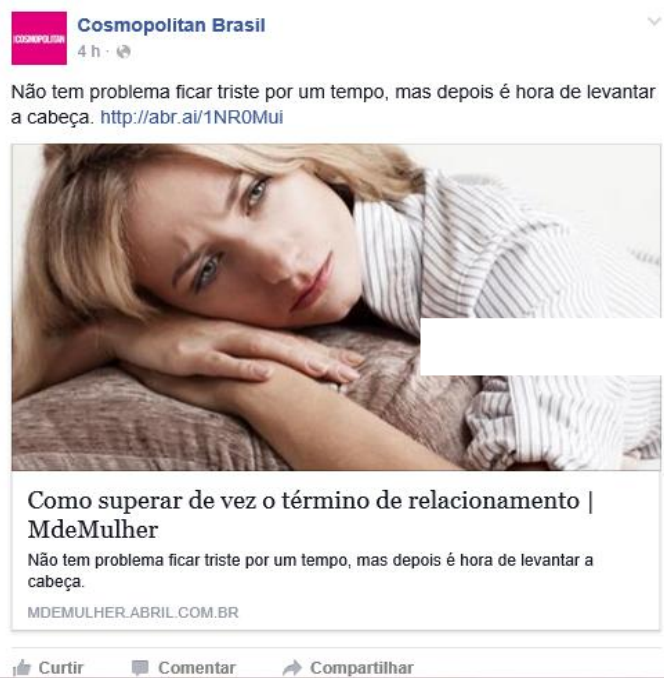 COSMOPOLITAN
Cosmopolitan Brasil
4 h ·
Não tem problema ficar triste por um tempo, mas depois é hora de levantar
a cabeça. http://abr.ai/1NR0Mui
Como superar de vez o término de relacionamento |
MdeMulher
Não tem problema ficar triste por um tempo, mas depois é hora de levantar a
cabeça.
MDEMULHER.ABRIL.COM.BR
Curtir Comentar Compartilhar